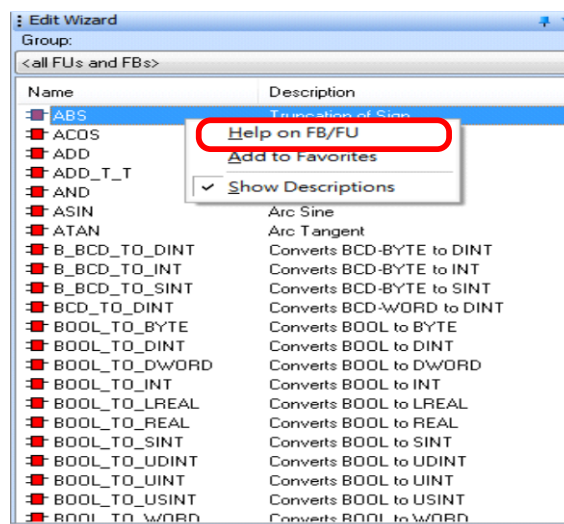 Edit Wizard
Group:
<all FUs and FBs>
Name Description
ABS Truncation of Sign
ACOS Help on FB/FU
ADD Add to Favorites
ADD_T_T
AND Show Descriptions
ASIN Arc Sine
ATAN Arc Tangent
B_BCD_TO_DINT Converts BCD-BYTE to DINT
B_BCD_TO_INT Converts BCD-BYTE to INT
B_BCD_TO_SINT Converts BCD-BYTE to SINT
BCD_TO_DINT Converts BCD-WORD to DINT
BOOL_TO_BYTE Converts BOOL to BYTE
BOOL_TO_DINT Converts BOOL to DINT
BOOL_TO_DWORD Converts BOOL to DWORD
BOOL_TO_INT Converts BOOL to INT
BOOL_TO_LREAL Converts BOOL to LREAL
BOOL_TO_REAL Converts BOOL to REAL
BOOL_TO_SINT Converts BOOL to SINT
BOOL_TO_UDINT Converts BOOL to UDINT
BOOL_TO_UINT Converts BOOL to UINT
BOOL_TO_USINT Converts BOOL to USINT
BOOL_TO_WORD Converts BOOL to WORD